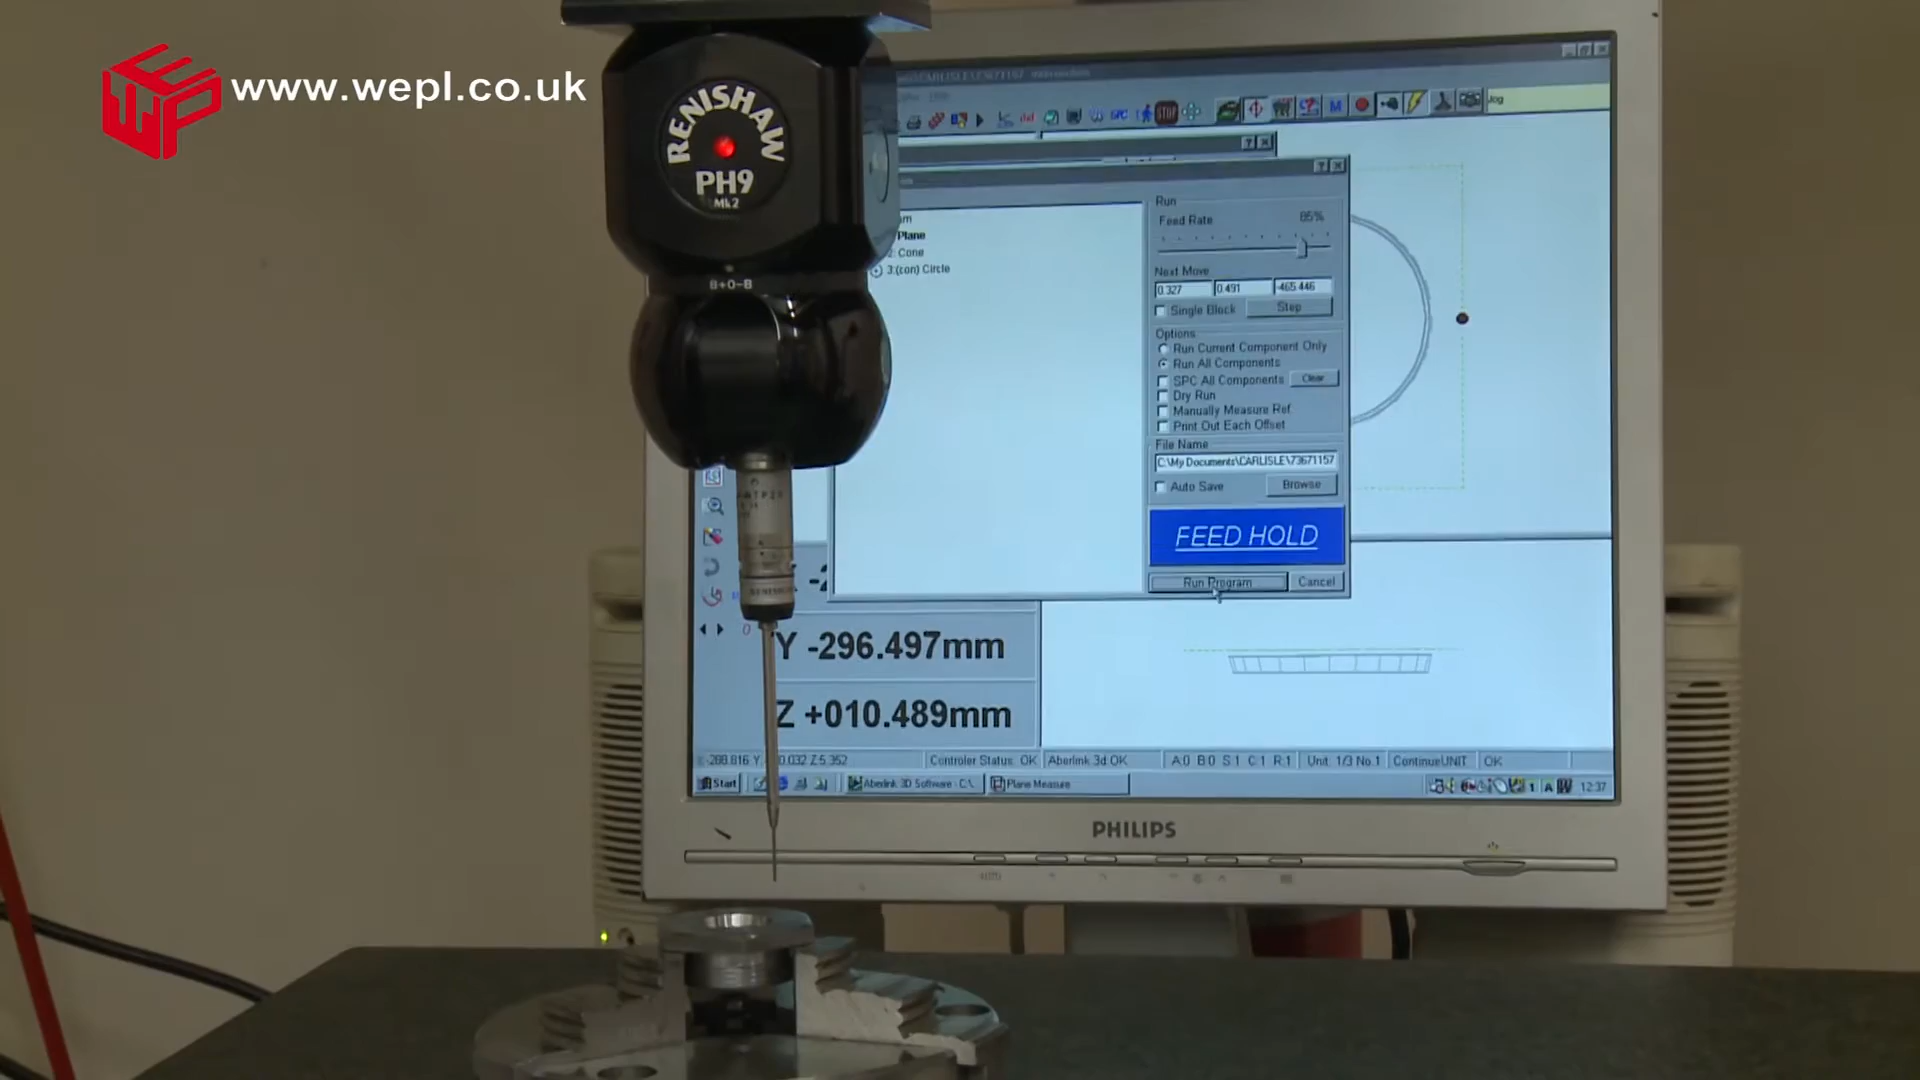 WEP
www.wepl.co.uk
RENISHAW
PH9
Mk2
B+0-B
Jog
Plane
2: Cone
3:(con) Circle
Run
Feed Rate
85%
Next Move
0.327
0.491
-465.446
Single Block
Step
Options
Run Current Component Only
Run All Components
SPC All Components
Clear
Dry Run
Manually Measure Ref
Print Out Each Offset
File Name
C:\My Documents\CARLISLE\73671157
Auto Save
Browse
FEED HOLD
Run Program
Cancel
Y -296.497mm
Z +010.489mm
Controler Status: OK
Aberlink 3d OK
A:0 B:0 S:1 C:1 R:1
Unit: 1/3 No.1
ContinueUNIT
OK
Start
Aberlink 3D Software - C:\
Plane Measure
12:37
PHILIPS